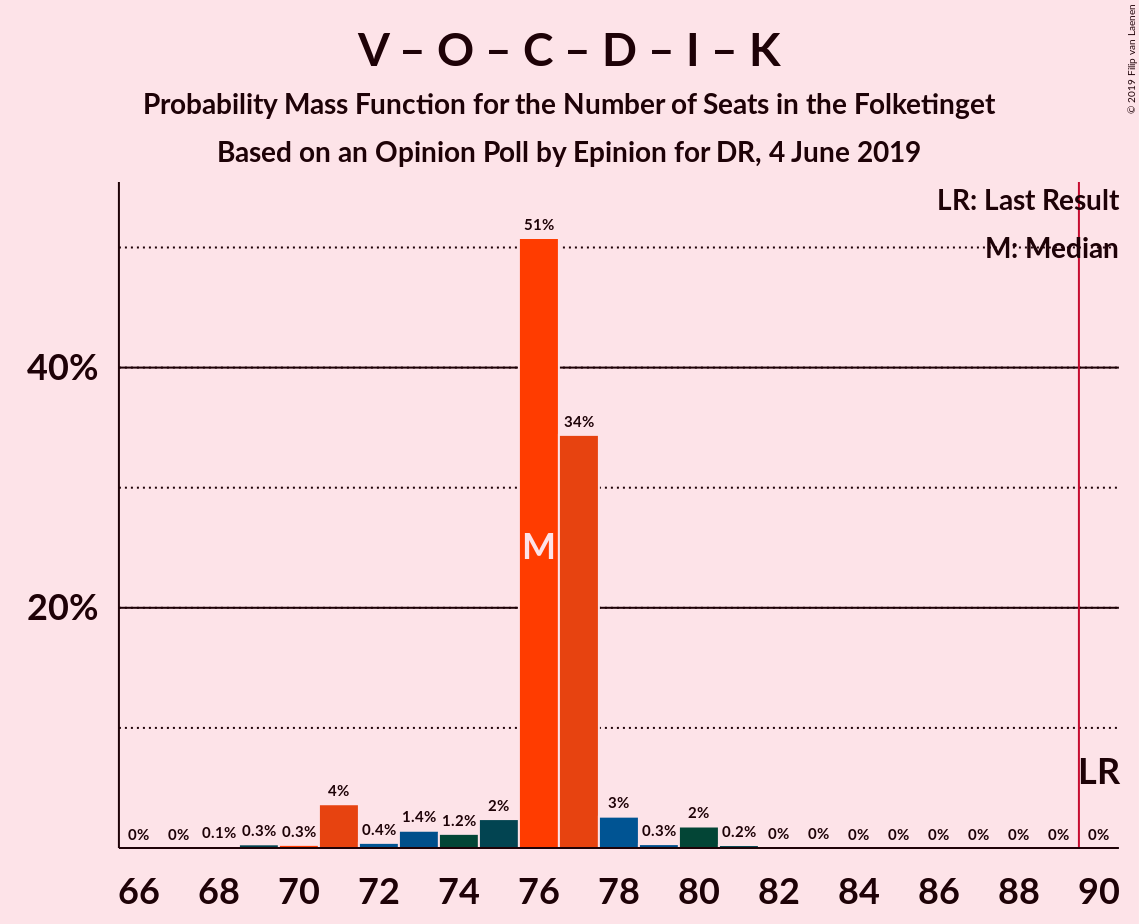 V – O – C – D – I – K
Probability Mass Function for the Number of Seats in the Folketinget
Based on an Opinion Poll by Epinion for DR, 4 June 2019
© 2019 Filip van Laenen
LR: Last Result
M: Median
40%
20%
0% 0% 0.1% 0.3% 0.3% 4% 0.4% 1.4% 1.2% 2% 51% 34% 3% 0.3% 2% 0.2% 0% 0% 0% 0% 0% 0% 0% 0% 0%
M
LR
66 68 70 72 74 76 78 80 82 84 86 88 90